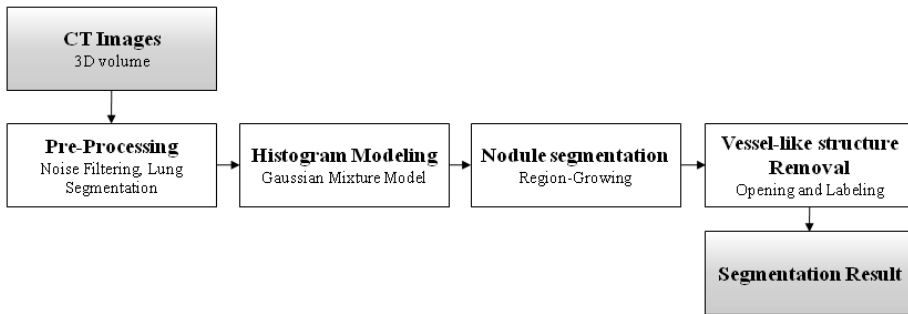 CT Images
3D volume
Pre-Processing
Noise Filtering, Lung
Segmentation
Histogram Modeling
Gaussian Mixture Model
Nodule segmentation
Region-Growing
Vessel-like structure
Removal
Opening and Labeling
Segmentation Result